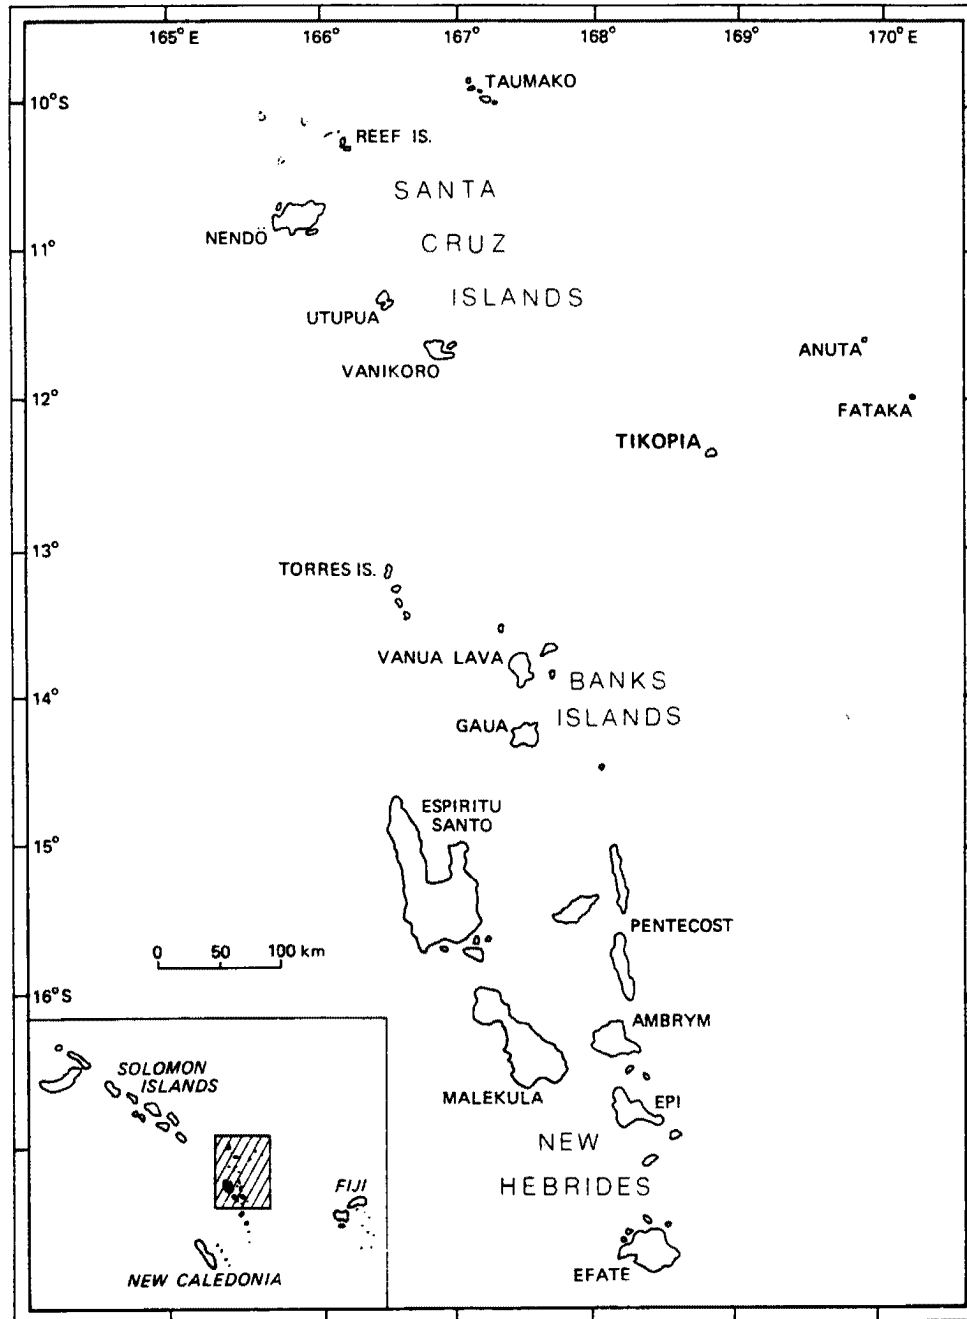 165° E 166° 167° 168° 169° 170° E
TAUMAKO
10°S
REEF IS.
SANTA
CRUZ
ISLANDS
NENDÖ
11°
UTUPUA
VANIKORO
ANUTA
12°
FATAKA
TIKOPIA
13°
TORRES IS.
VANUA LAVA
BANKS
ISLANDS
14°
GAUA
ESPIRITU
SANTO
15°
PENTECOST
0 50 100 km
16°S
AMBRYM
MALEKULA
EPI
NEW
HEBRIDES
EFATE
SOLOMON
ISLANDS
FIJI
NEW CALEDONIA